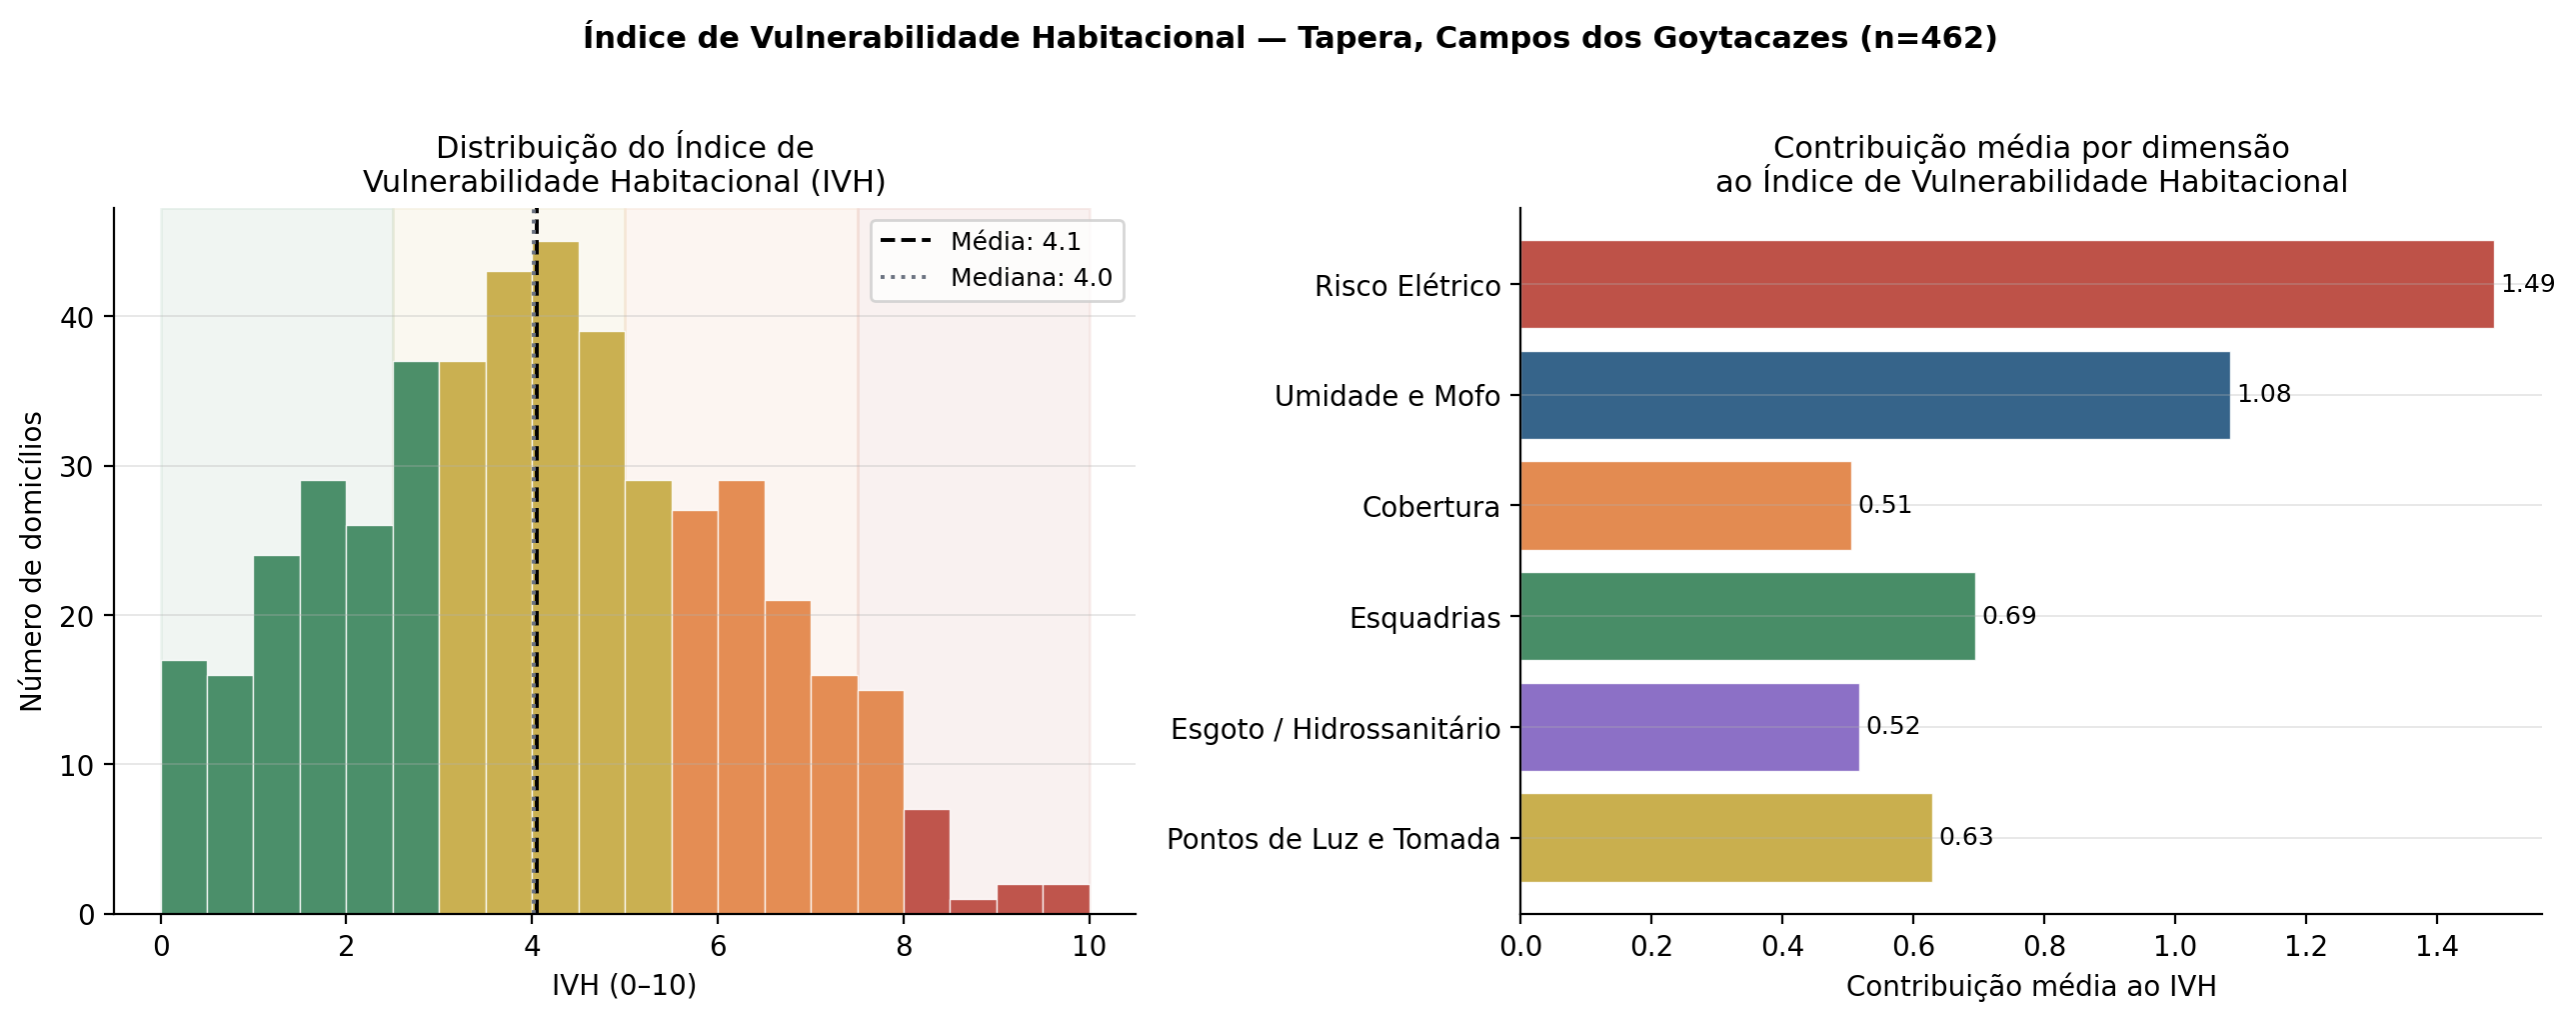 Índice de Vulnerabilidade Habitacional — Tapera, Campos dos Goytacazes (n=462)
Distribuição do Índice de
Vulnerabilidade Habitacional (IVH)
Média: 4.1
Mediana: 4.0
Número de domicílios
40
30
20
10
0
0 2 4 6 8 10
IVH (0–10)
Contribuição média por dimensão
ao Índice de Vulnerabilidade Habitacional
Risco Elétrico 1.49
Umidade e Mofo 1.08
Cobertura 0.51
Esquadrias 0.69
Esgoto / Hidrossanitário 0.52
Pontos de Luz e Tomada 0.63
0.0 0.2 0.4 0.6 0.8 1.0 1.2 1.4
Contribuição média ao IVH